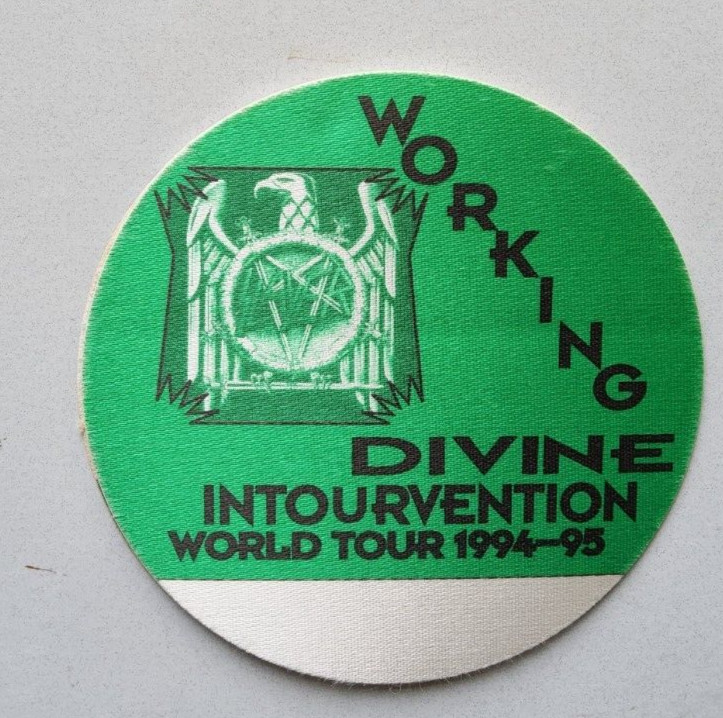 WORKING
DIVINE
INTOURVENTION
WORLD TOUR 1994-95